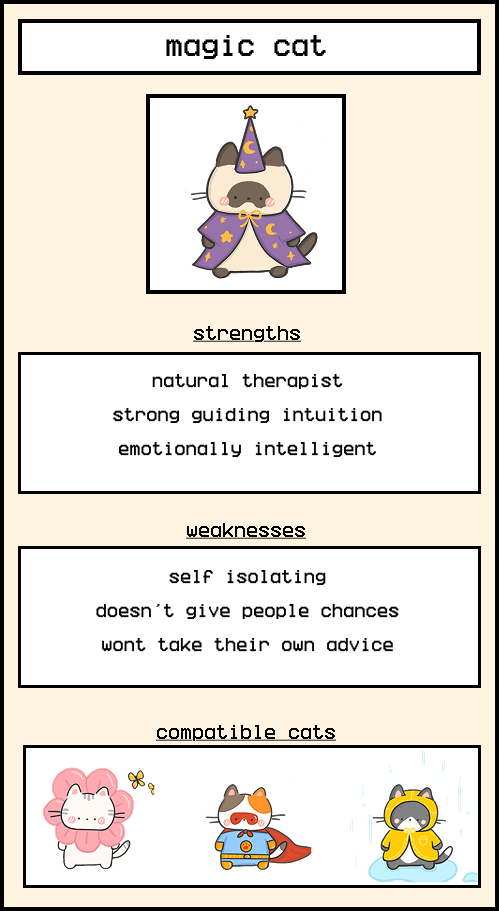 magic cat
strengths
natural therapist
strong guiding intuition
emotionally intelligent
weaknesses
self isolating
doesn't give people chances
wont take their own advice
compatible cats